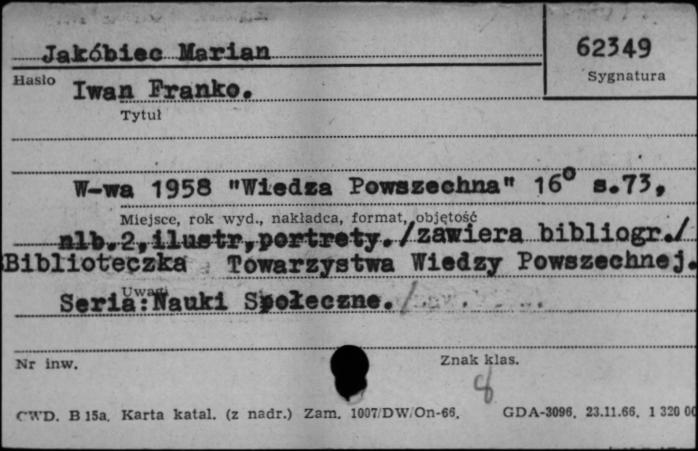 Jakóbiec Marian
62349
Hasło
Sygnatura
Iwan Franko.
Tytuł
W-wa 1958 "Wiedza Powszechna" 16° s.73,
Miejsce, rok wyd., nakładca, format, objętość
nlb.2,ilustr,portrety./zawiera bibliogr./
Biblioteczka Towarzystwa Wiedzy Powszechnej.
Uwagi
Seria:Nauki Społeczne.
Nr inw.
Znak klas.
8
CWD. B 15a. Karta katal. (z nadr.) Zam. 1007/DW/On-66. GDA-3096. 23.11.66. 1 320 00